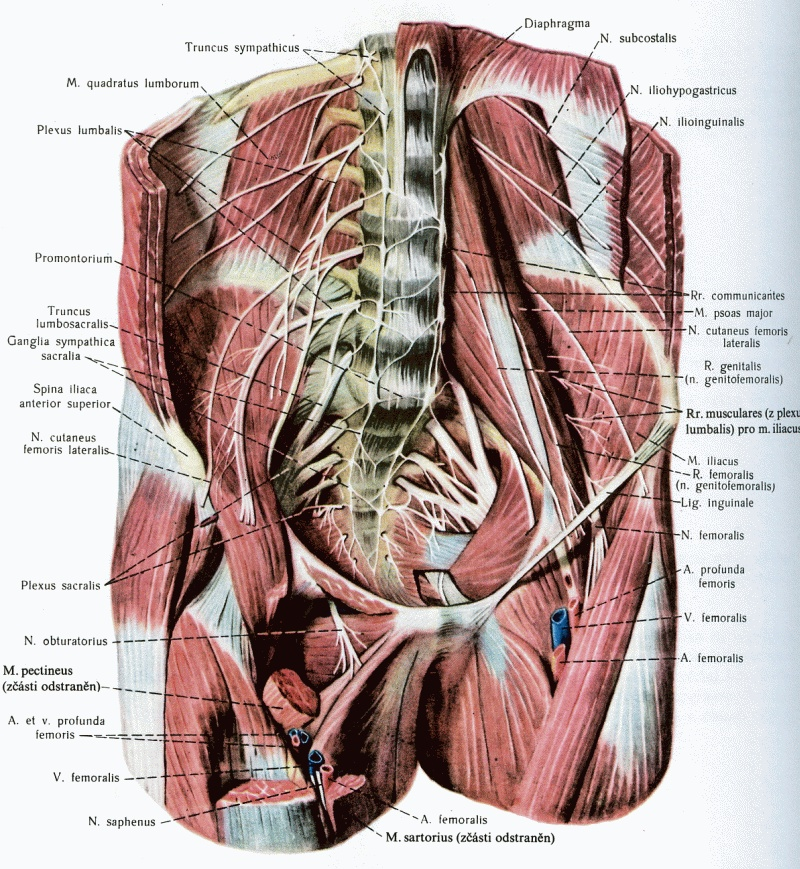 Diaphragma
Truncus sympathicus
N. subcostalis
M. quadratus lumborum
N. iliohypogastricus
Plexus lumbalis
N. ilioinguinalis
Promontorium
Rr. communicantes
Truncus
lumbosacralis
M. psoas major
N. cutaneus femoris
lateralis
Ganglia sympathica
sacralia
R. genitalis
(n. genitofemoralis)
Spina iliaca
anterior superior
Rr. musculares (z plexu
lumbalis) pro m. iliacus
N. cutaneus
femoris lateralis
M. iliacus
R. femoralis
(n. genitofemoralis)
Lig. inguinale
N. femoralis
Plexus sacralis
A. profunda
femoris
V. femoralis
N. obturatorius
A. femoralis
M. pectineus
(zčásti odstraněn)
A. et v. profunda
femoris
V. femoralis
N. saphenus
A. femoralis
M. sartorius (zčásti odstraněn)